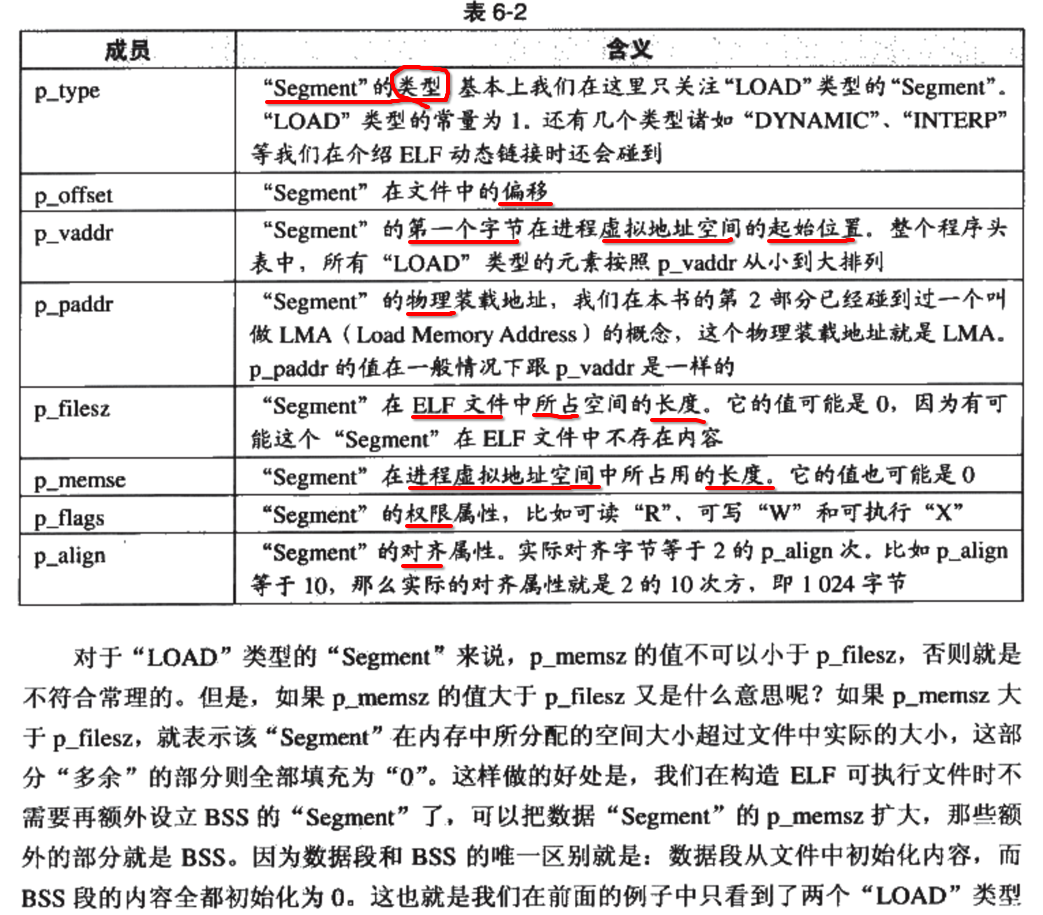 表 6-2
成员
含义
p_type
“Segment”的类型 基本上我们在这里只关注“LOAD”类型的“Segment”。
“LOAD”类型的常量为 1。还有几个类型诸如“DYNAMIC”、“INTERP”
等我们在介绍 ELF 动态链接时还会碰到
p_offset
“Segment”在文件中的偏移
p_vaddr
“Segment”的第一个字节在进程虚拟地址空间的起始位置。整个程序头
表中，所有“LOAD”类型的元素按照 p_vaddr 从小到大排列
p_paddr
“Segment”的物理装载地址，我们在本书的第 2 部分已经碰到过一个叫
做 LMA（Load Memory Address）的概念，这个物理装载地址就是 LMA。
p_paddr 的值在一般情况下跟 p_vaddr 是一样的
p_filesz
“Segment”在 ELF 文件中所占空间的长度。它的值可能是 0，因为有可
能这个“Segment”在 ELF 文件中不存在内容
p_memse
“Segment”在进程虚拟地址空间中所占用的长度。它的值也可能是 0
p_flags
“Segment”的权限属性，比如可读“R”、可写“W”和可执行“X”
p_align
“Segment”的对齐属性。实际对齐字节等于 2 的 p_align 次。比如 p_align
等于 10，那么实际的对齐属性就是 2 的 10 次方，即 1 024 字节
对于“LOAD”类型的“Segment”来说，p_memsz 的值不可以小于 p_filesz，否则就是
不符合常理的。但是，如果 p_memsz 的值大于 p_filesz 又是什么意思呢？如果 p_memsz 大
于 p_filesz，就表示该“Segment”在内存中所分配的空间大小超过文件中实际的大小，这部
分“多余”的部分则全部填充为“0”。这样做的好处是，我们在构造 ELF 可执行文件时不
需要再额外设立 BSS 的“Segment”了，可以把数据“Segment”的 p_memsz 扩大，那些额
外的部分就是 BSS。因为数据段和 BSS 的唯一区别就是：数据段从文件中初始化内容，而
BSS 段的内容全都初始化为 0。这也就是我们在前面的例子中只看到了两个“LOAD”类型